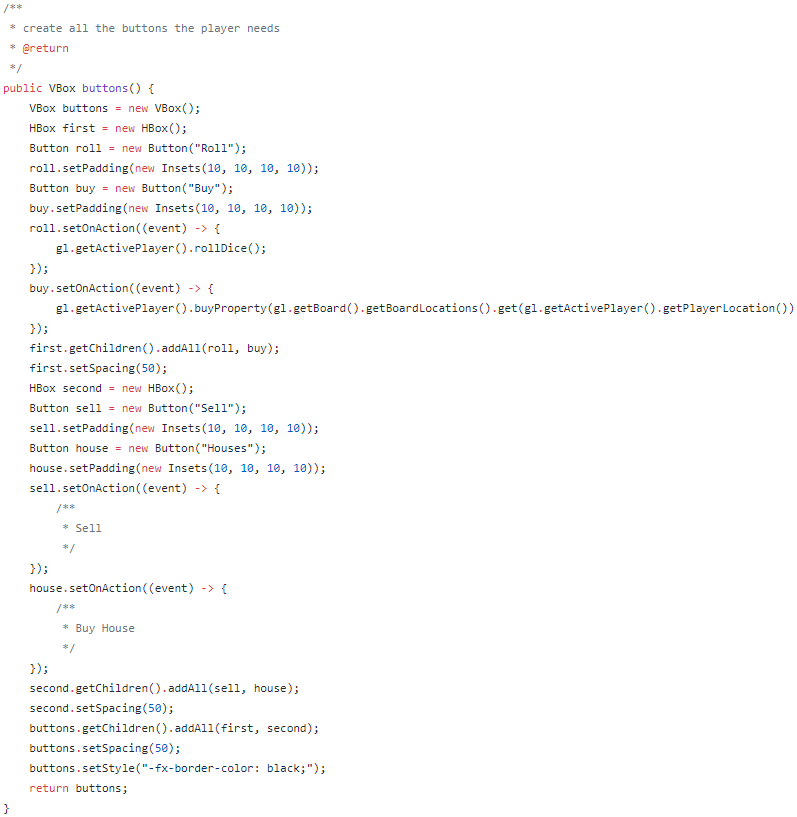 /**
 * create all the buttons the player needs
 * @return
 */
public VBox buttons() {
    VBox buttons = new VBox();
    HBox first = new HBox();
    Button roll = new Button("Roll");
    roll.setPadding(new Insets(10, 10, 10, 10));
    Button buy = new Button("Buy");
    buy.setPadding(new Insets(10, 10, 10, 10));
    roll.setOnAction((event) -> {
        gl.getActivePlayer().rollDice();
    });
    buy.setOnAction((event) -> {
        gl.getActivePlayer().buyProperty(gl.getBoard().getBoardLocations().get(gl.getActivePlayer().getPlayerLocation())
    });
    first.getChildren().addAll(roll, buy);
    first.setSpacing(50);
    HBox second = new HBox();
    Button sell = new Button("Sell");
    sell.setPadding(new Insets(10, 10, 10, 10));
    Button house = new Button("Houses");
    house.setPadding(new Insets(10, 10, 10, 10));
    sell.setOnAction((event) -> {
        /**
         * Sell
         */
    });
    house.setOnAction((event) -> {
        /**
         * Buy House
         */
    });
    second.getChildren().addAll(sell, house);
    second.setSpacing(50);
    buttons.getChildren().addAll(first, second);
    buttons.setSpacing(50);
    buttons.setStyle("-fx-border-color: black;");
    return buttons;
}